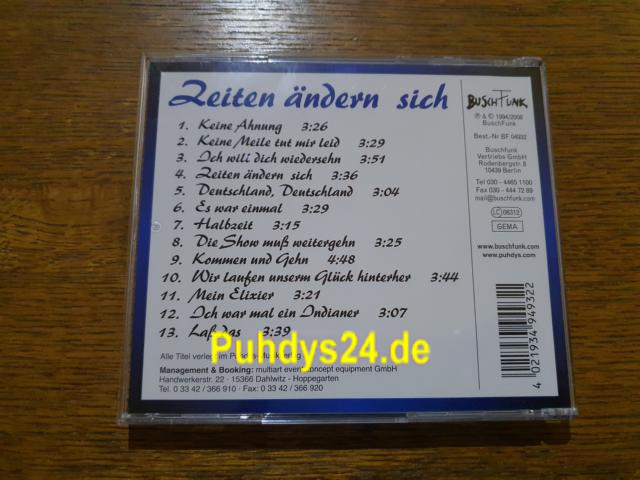 Zeiten ändern sich
1. Keine Ahnung 3:26
2. Keine Meile tut mir leid 3:29
3. Ich will dich wiedersehn 3:51
4. Zeiten ändern sich 3:36
5. Deutschland, Deutschland 3:04
6. Es war einmal 3:29
7. Halbzeit 3:15
8. Die Show muß weitergehn 3:25
9. Kommen und Gehn 4:48
10. Wir laufen unserm Glück hinterher 3:44
11. Mein Elixier 3:21
12. Ich war mal ein Indianer 3:07
13. Laß das 3:39
Puhdys24.de
Alle Titel verlegt im
Management & Booking: multiart event concept equipment GmbH
Handwerkerstr. 22 · 15366 Dahlwitz - Hoppegarten
Tel. 0 33 42 / 366 910 · Fax: 0 33 42 / 366 920
BUSCHFUNK
℗ & © 1994/2008
BuschFunk
Best.-Nr BF 04932
Buschfunk
Vertriebs GmbH
Rodenbergstr. 8
10439 Berlin
Tel 030 - 4465 1100
Fax 030 - 444 72 89
mail@buschfunk.com
LC 06312
GEMA
www.buschfunk.com
www.puhdys.com
4 021934 949322